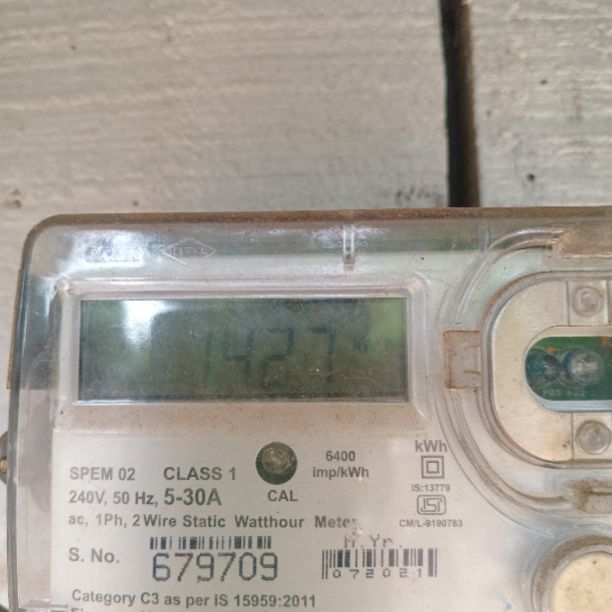 1427
SPEM 02 CLASS 1 CAL 6400 imp/kWh kWh
240V, 50 Hz, 5-30A IS:13779
ac, 1Ph, 2 Wire Static Watthour Meter CM/L-9190783
M.Yr.
S. No. 679709 072021
Category C3 as per IS 15959:2011